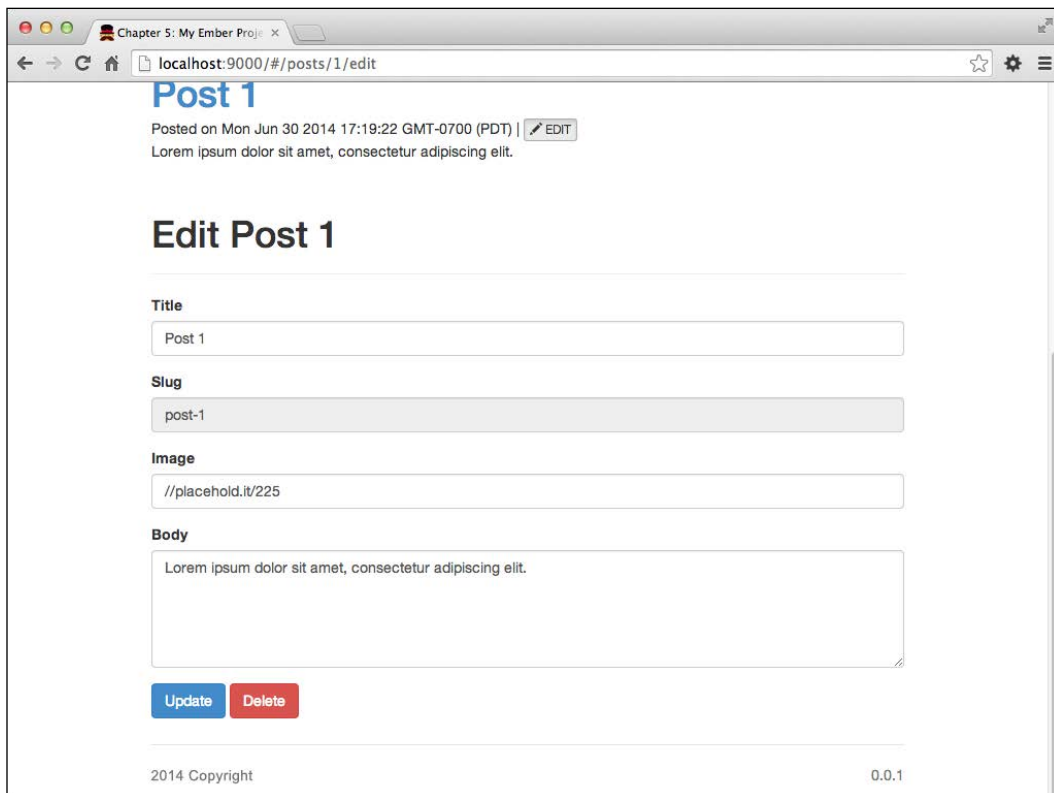 Chapter 5: My Ember Proje
localhost:9000/#/posts/1/edit
Post 1
Posted on Mon Jun 30 2014 17:19:22 GMT-0700 (PDT) | EDIT
Lorem ipsum dolor sit amet, consectetur adipiscing elit.
Edit Post 1
Title
Post 1
Slug
post-1
Image
//placehold.it/225
Body
Lorem ipsum dolor sit amet, consectetur adipiscing elit.
Update Delete
2014 Copyright 0.0.1